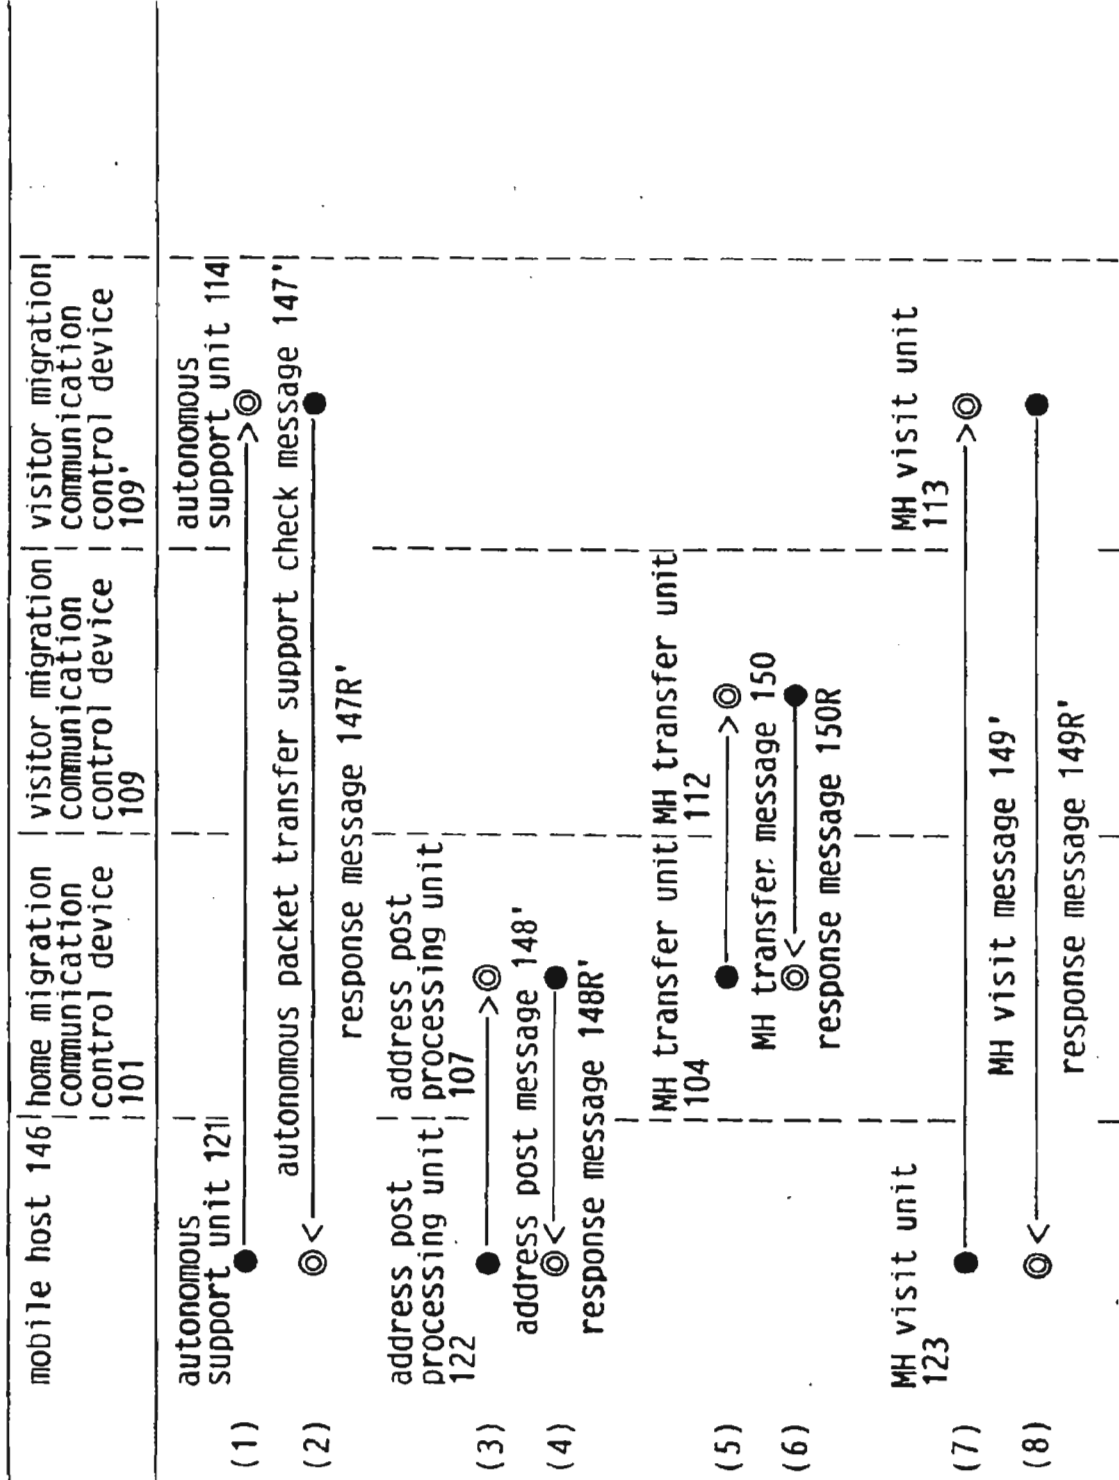 mobile host 146
home migration
communication
control device
101
visitor migration
communication
control device
109
visitor migration
communication
control device
109'
autonomous
support unit 121
autonomous
support unit 114
(1)
autonomous packet transfer support check message 147'
(2)
response message 147R'
address post
processing unit
122
address post
processing unit
107
(3)
address post message 148'
(4)
response message 148R'
MH transfer unit
104
MH transfer unit
112
(5)
MH transfer message 150
(6)
response message 150R
MH visit unit
123
MH visit unit
113
(7)
MH visit message 149'
(8)
response message 149R'